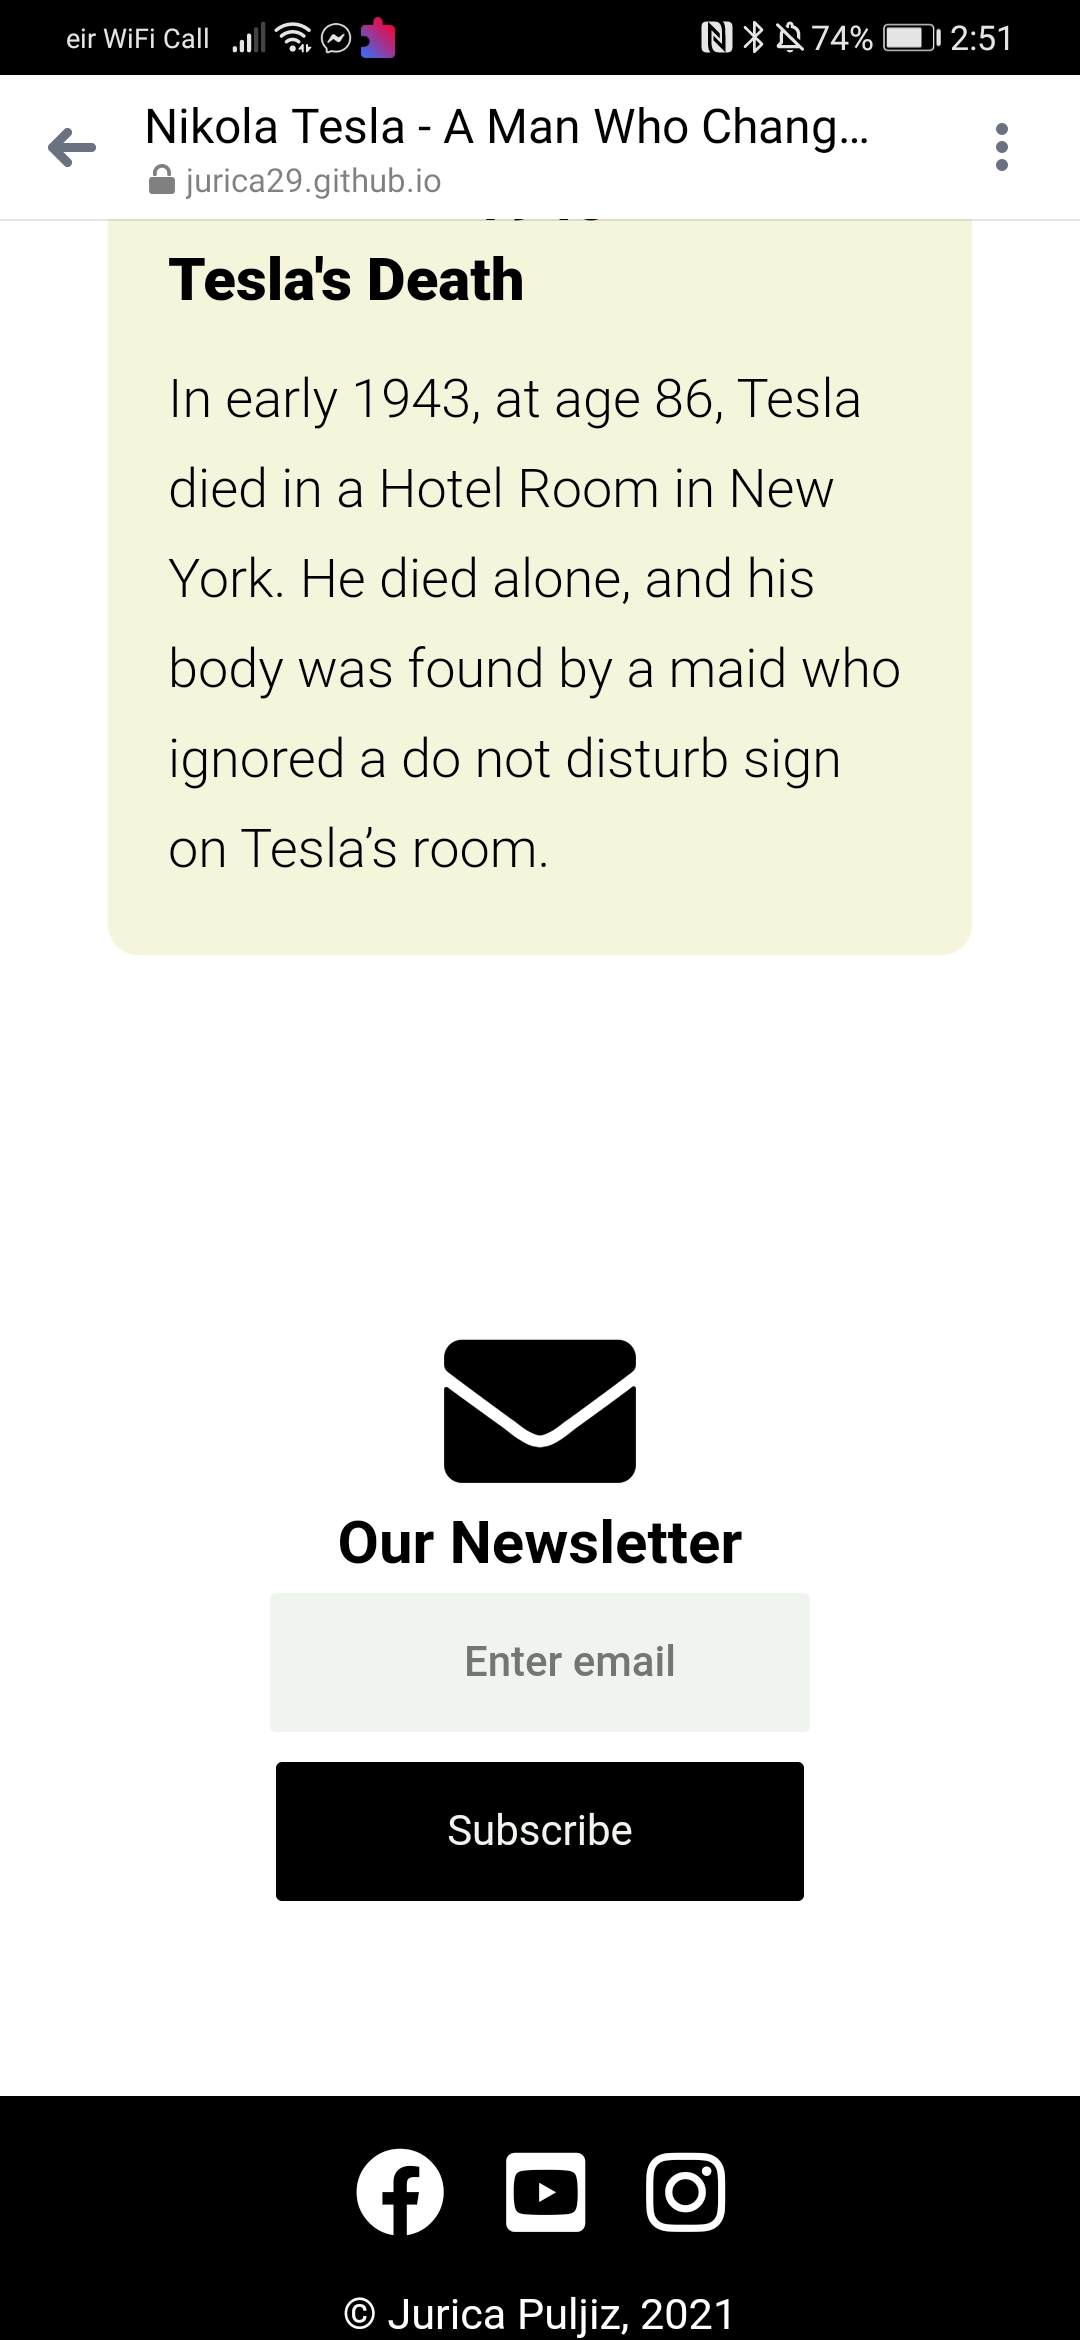 eir WiFi Call 74% 2:51
Nikola Tesla - A Man Who Chang...
jurica29.github.io
Tesla's Death
In early 1943, at age 86, Tesla
died in a Hotel Room in New
York. He died alone, and his
body was found by a maid who
ignored a do not disturb sign
on Tesla’s room.
Our Newsletter
Enter email
Subscribe
© Jurica Puljiz, 2021